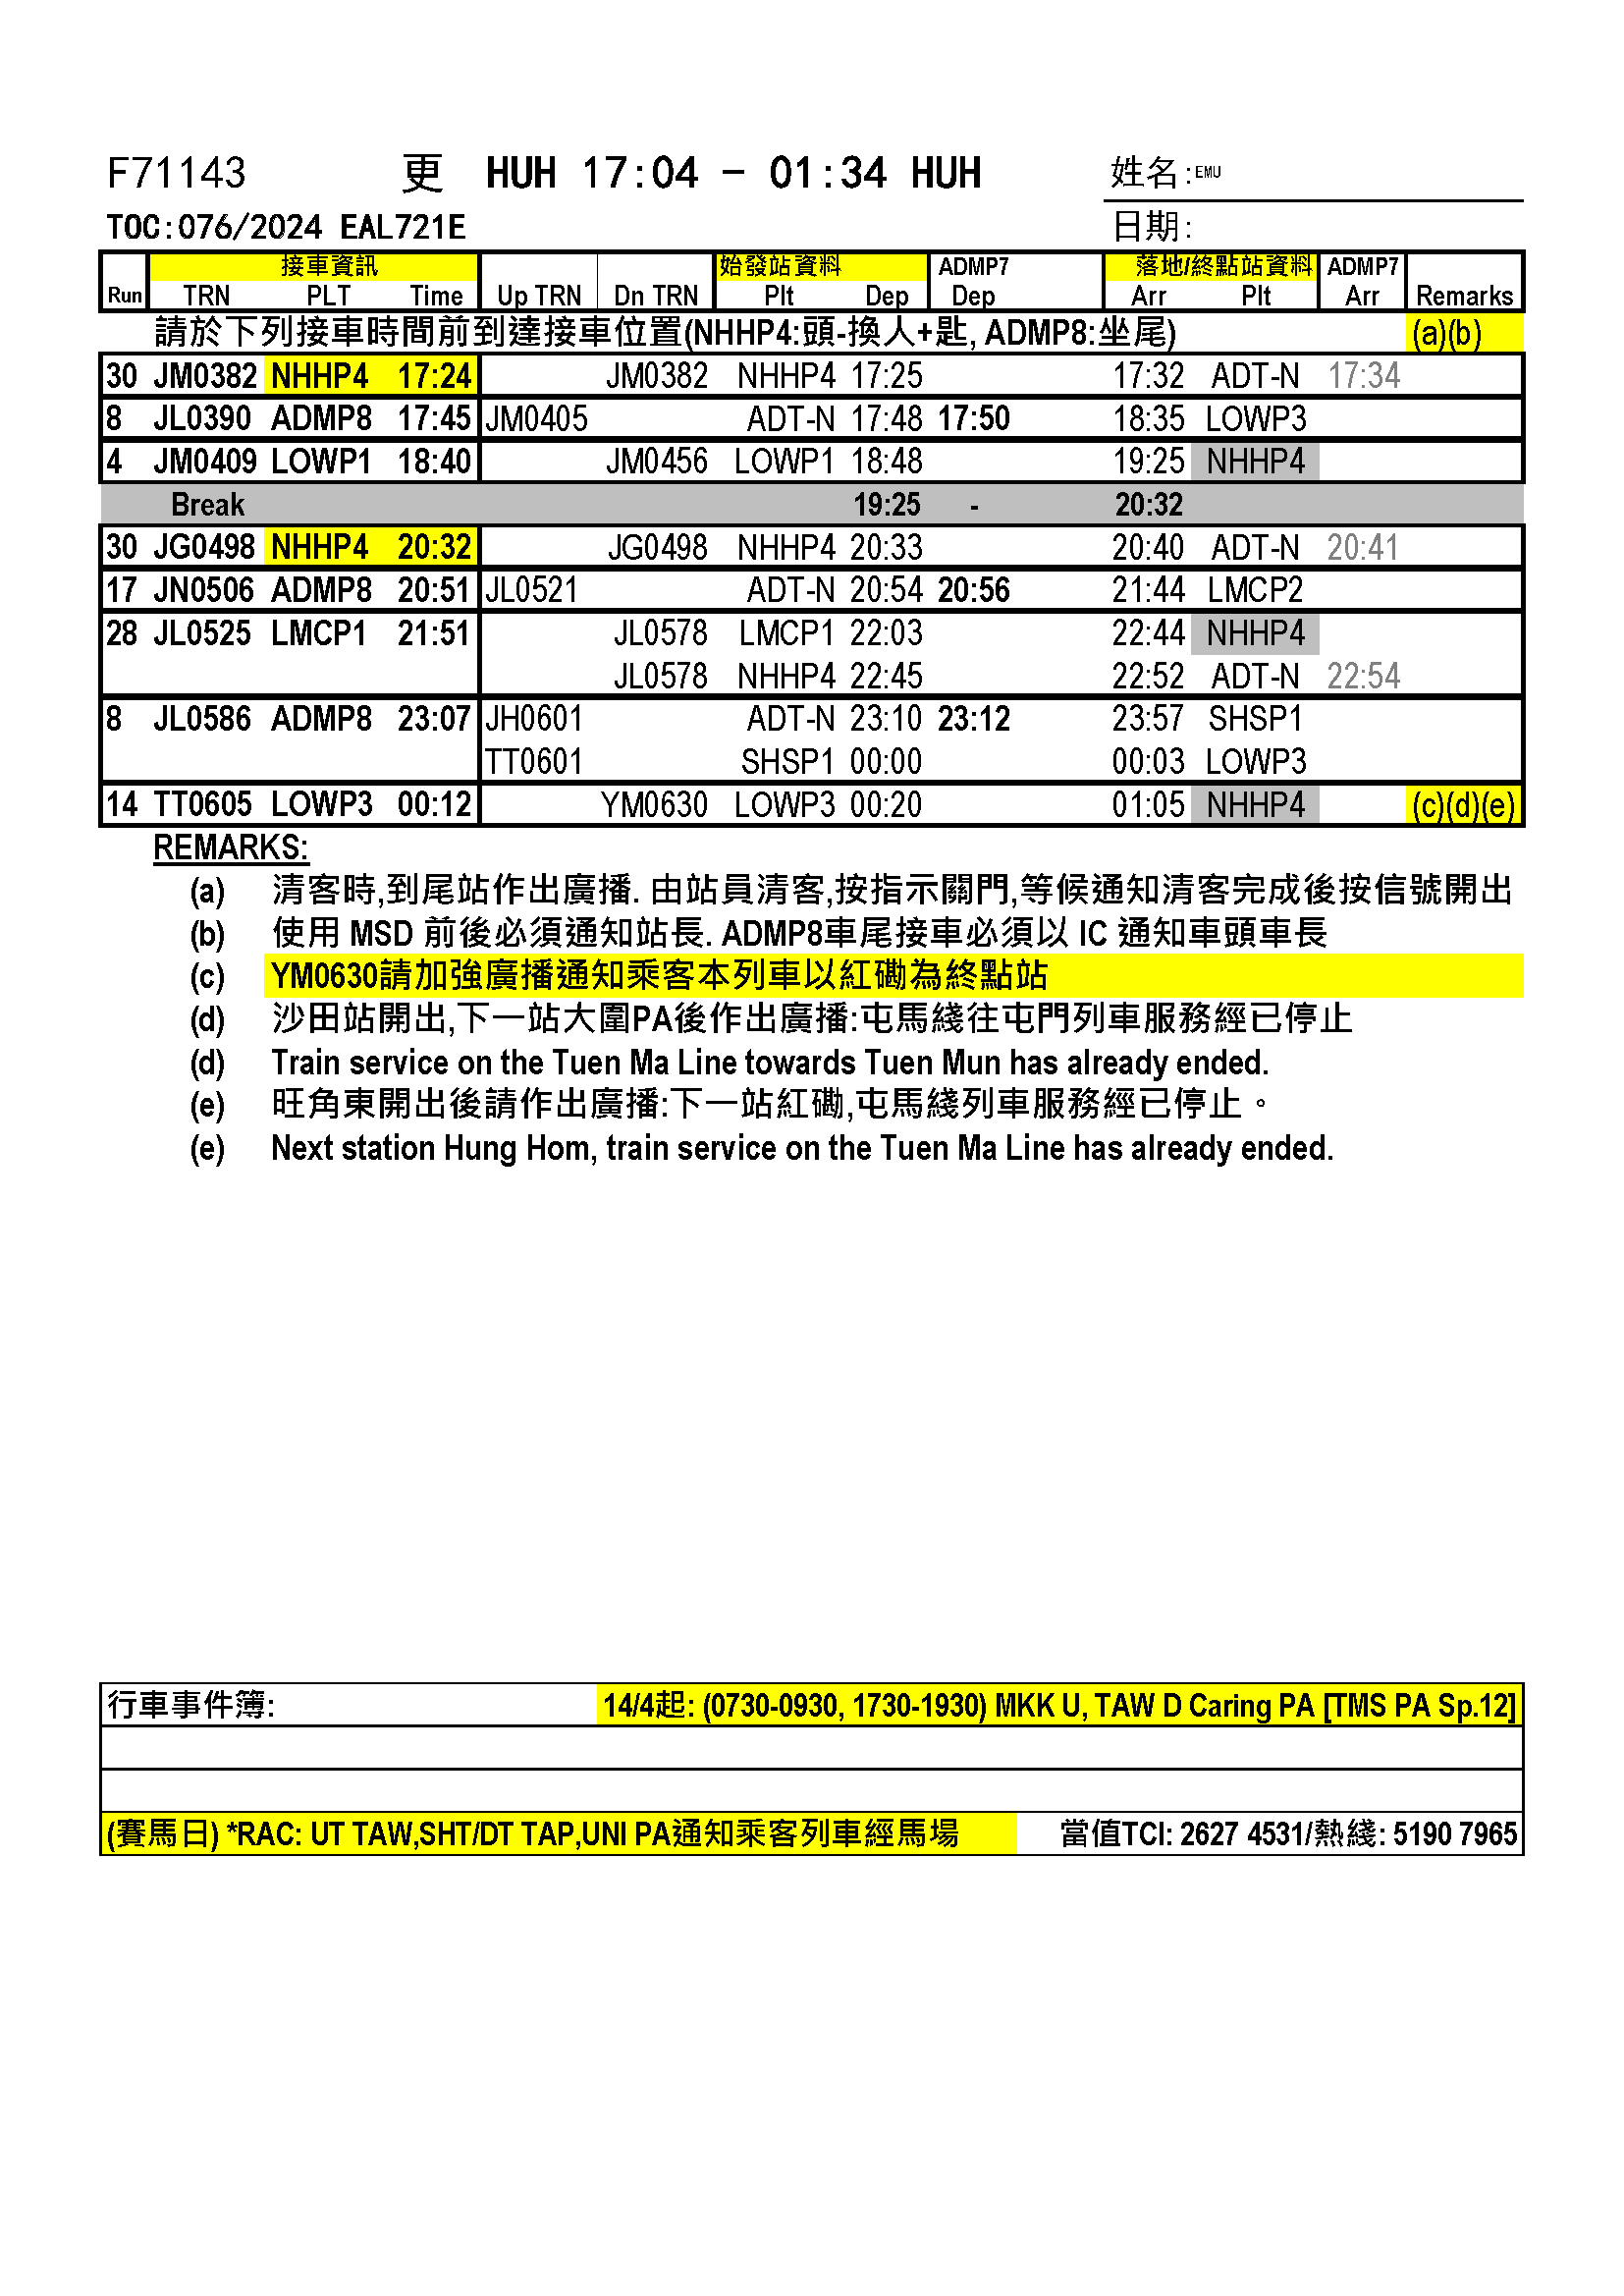 F71143 更 HUH 17:04 - 01:34 HUH 姓名:EMU
TOC:076/2024 EAL721E 日期:
接車資訊 始發站資料 ADMP7 落地/終點站資料 ADMP7
Run TRN PLT Time Up TRN Dn TRN Plt Dep Dep Arr Plt Arr Remarks
請於下列接車時間前到達接車位置(NHHP4:頭-換人+匙, ADMP8:坐尾) (a)(b)
30 JM0382 NHHP4 17:24 JM0382 NHHP4 17:25 17:32 ADT-N 17:34
8 JL0390 ADMP8 17:45 JM0405 ADT-N 17:48 17:50 18:35 LOWP3
4 JM0409 LOWP1 18:40 JM0456 LOWP1 18:48 19:25 NHHP4
Break 19:25 - 20:32
30 JG0498 NHHP4 20:32 JG0498 NHHP4 20:33 20:40 ADT-N 20:41
17 JN0506 ADMP8 20:51 JL0521 ADT-N 20:54 20:56 21:44 LMCP2
28 JL0525 LMCP1 21:51 JL0578 LMCP1 22:03 22:44 NHHP4
JL0578 NHHP4 22:45 22:52 ADT-N 22:54
8 JL0586 ADMP8 23:07 JH0601 ADT-N 23:10 23:12 23:57 SHSP1
TT0601 SHSP1 00:00 00:03 LOWP3
14 TT0605 LOWP3 00:12 YM0630 LOWP3 00:20 01:05 NHHP4 (c)(d)(e)
REMARKS:
(a) 清客時,到尾站作出廣播. 由站員清客,按指示關門,等候通知清客完成後按信號開出
(b) 使用 MSD 前後必須通知站長. ADMP8車尾接車必須以 IC 通知車頭車長
(c) YM0630請加強廣播通知乘客本列車以紅磡為終點站
(d) 沙田站開出,下一站大圍PA後作出廣播:屯馬綫往屯門列車服務經已停止
(d) Train service on the Tuen Ma Line towards Tuen Mun has already ended.
(e) 旺角東開出後請作出廣播:下一站紅磡,屯馬綫列車服務經已停止。
(e) Next station Hung Hom, train service on the Tuen Ma Line has already ended.
行車事件簿: 14/4起: (0730-0930, 1730-1930) MKK U, TAW D Caring PA [TMS PA Sp.12]
(賽馬日) *RAC: UT TAW,SHT/DT TAP,UNI PA通知乘客列車經馬場 當值TCI: 2627 4531/熱綫: 5190 7965